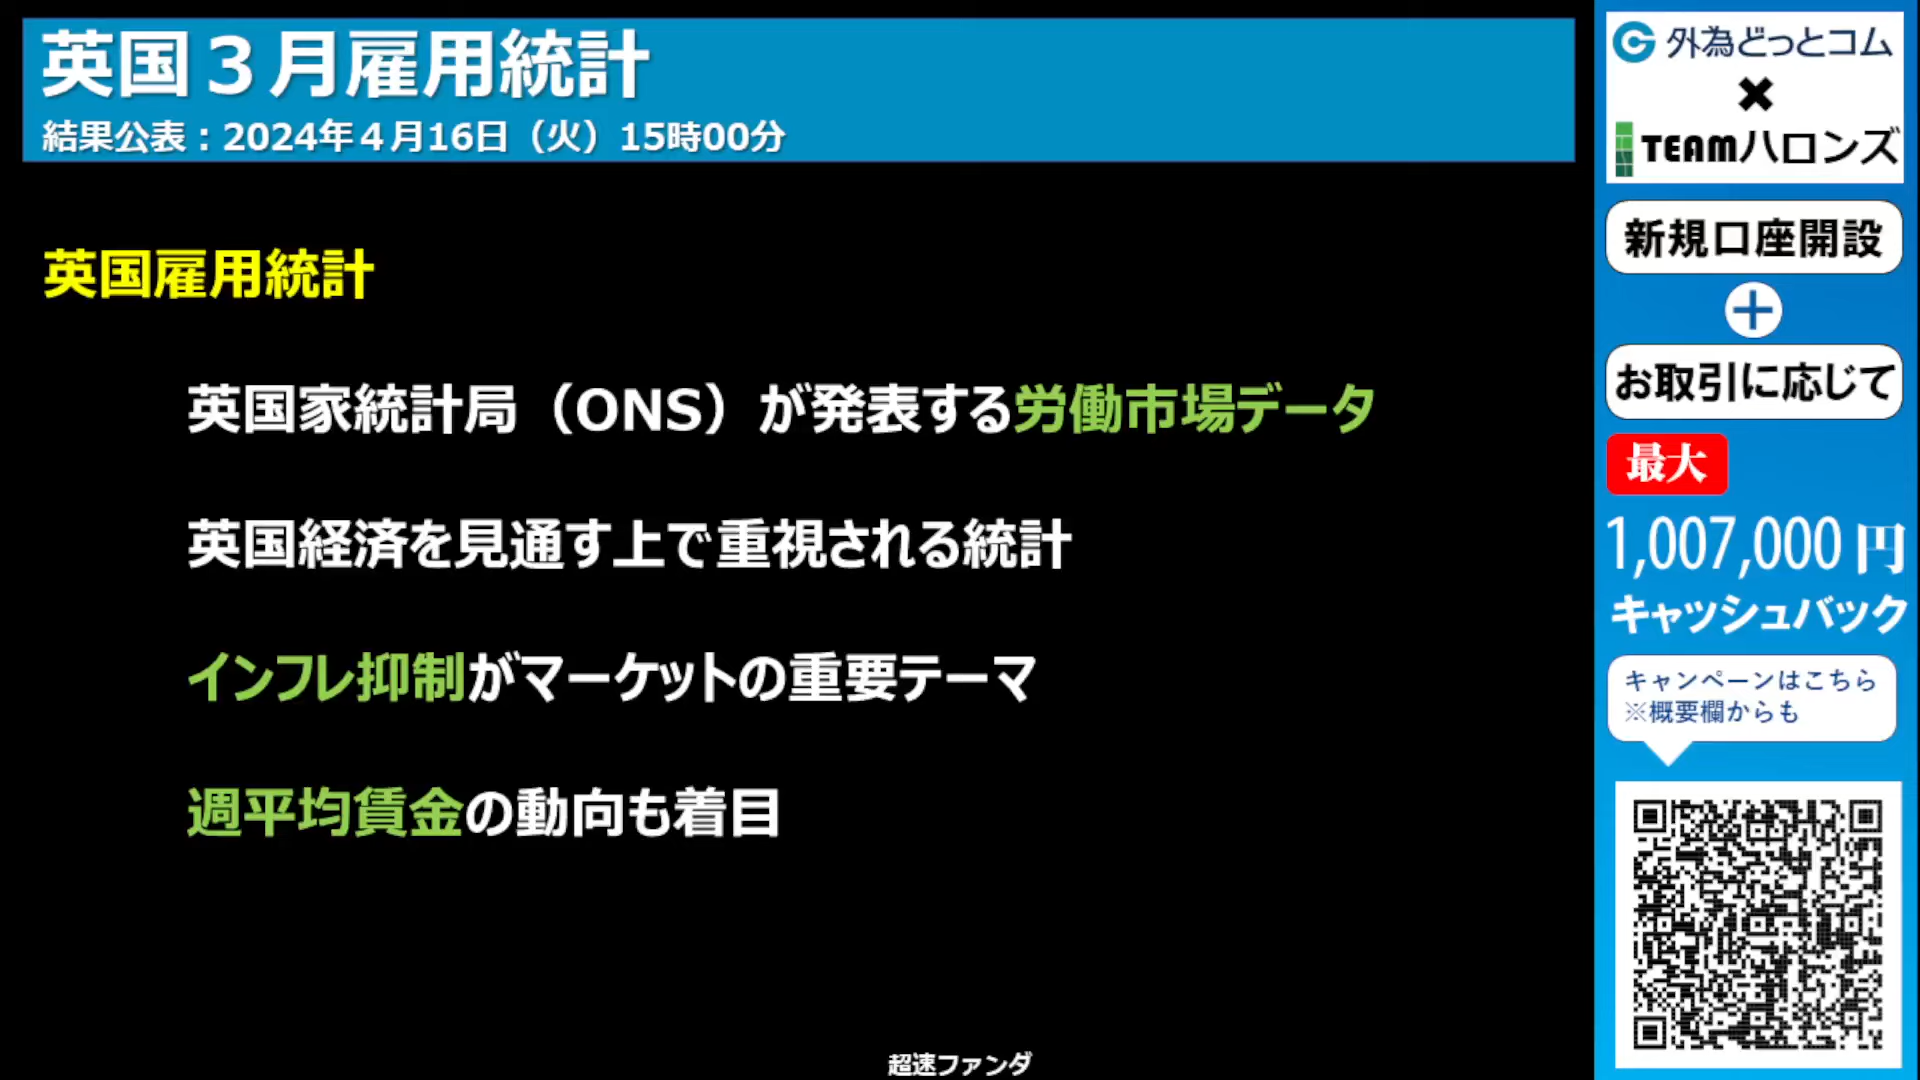 英国３月雇用統計
結果公表：2024年４月16日（火）15時00分
英国雇用統計
英国家統計局（ONS）が発表する労働市場データ
英国経済を見通す上で重視される統計
インフレ抑制がマーケットの重要テーマ
週平均賃金の動向も着目
超速ファンダ
外為どっとコム
✖
TEAMハロンズ
新規口座開設
＋
お取引に応じて
最大
1,007,000円
キャッシュバック
キャンペーンはこちら
※概要欄からも